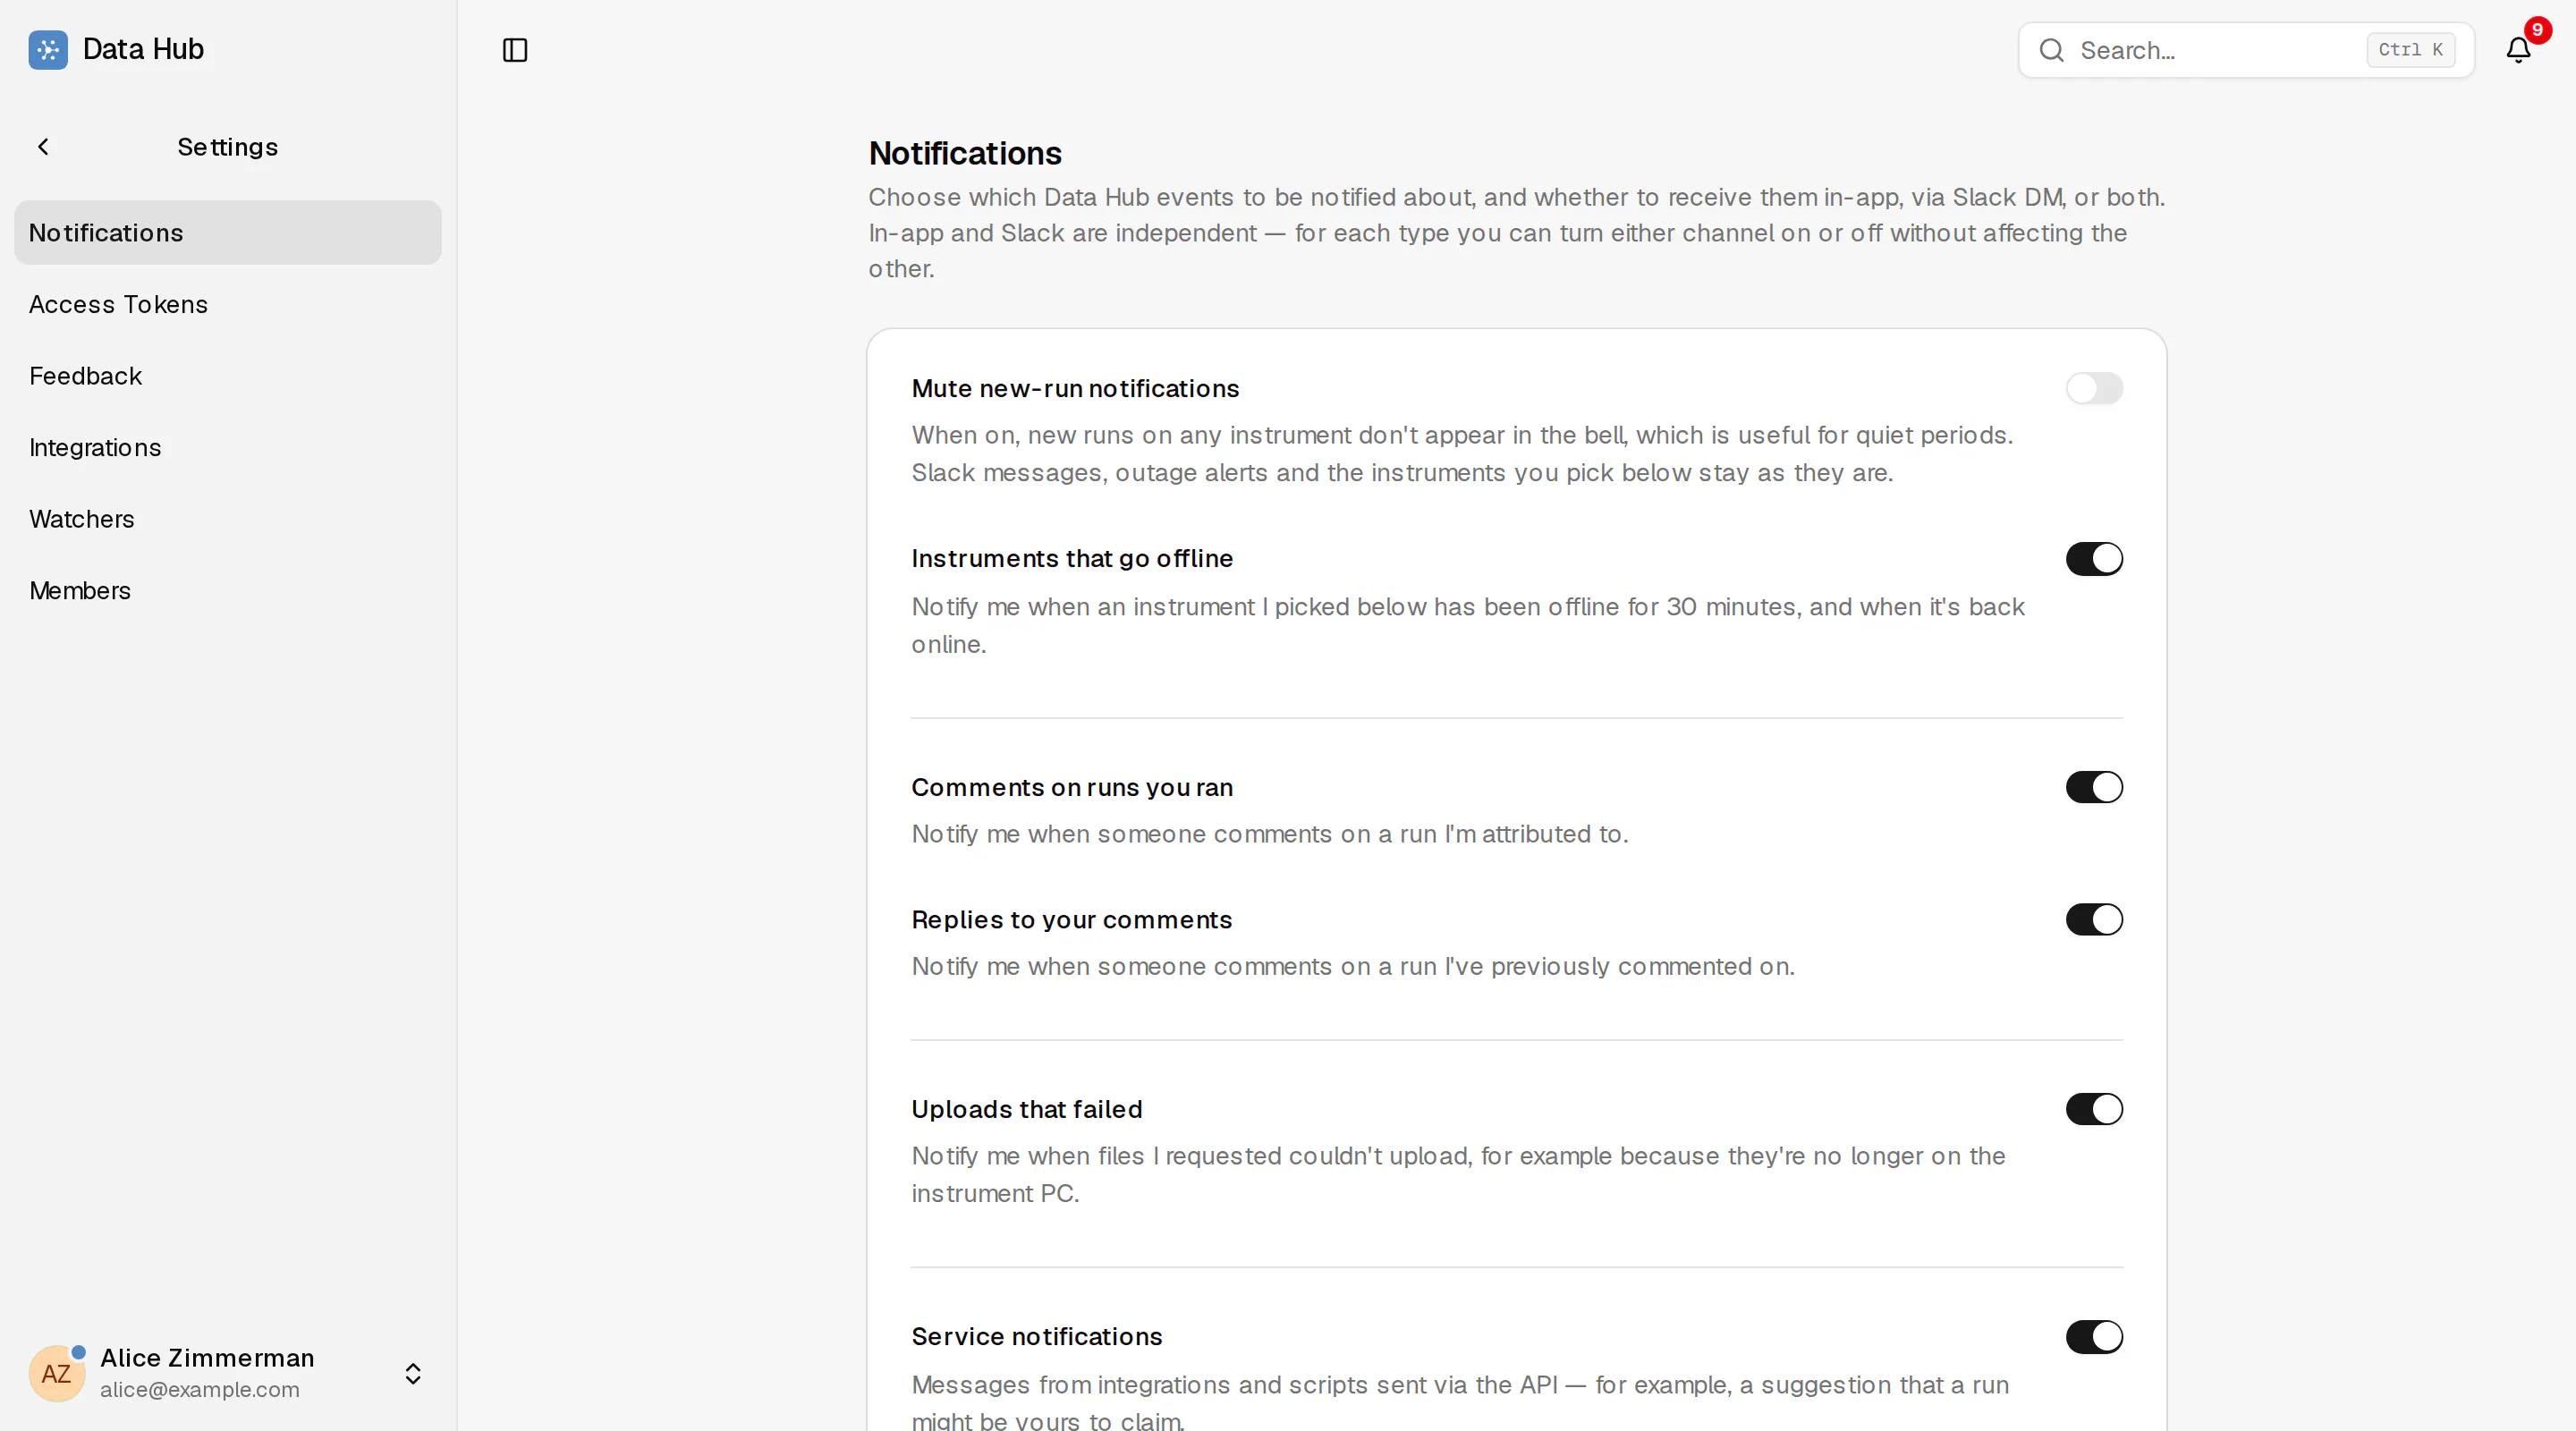 Data Hub
Search...
Ctrl K
9
Settings
Notifications
Access Tokens
Feedback
Integrations
Watchers
Members
Notifications
Choose which Data Hub events to be notified about, and whether to receive them in-app, via Slack DM, or both.
In-app and Slack are independent — for each type you can turn either channel on or off without affecting the
other.
Mute new-run notifications
When on, new runs on any instrument don't appear in the bell, which is useful for quiet periods.
Slack messages, outage alerts and the instruments you pick below stay as they are.
Instruments that go offline
Notify me when an instrument I picked below has been offline for 30 minutes, and when it's back
online.
Comments on runs you ran
Notify me when someone comments on a run I'm attributed to.
Replies to your comments
Notify me when someone comments on a run I've previously commented on.
Uploads that failed
Notify me when files I requested couldn't upload, for example because they're no longer on the
instrument PC.
Service notifications
Messages from integrations and scripts sent via the API — for example, a suggestion that a run
might be yours to claim.
AZ
Alice Zimmerman
alice@example.com